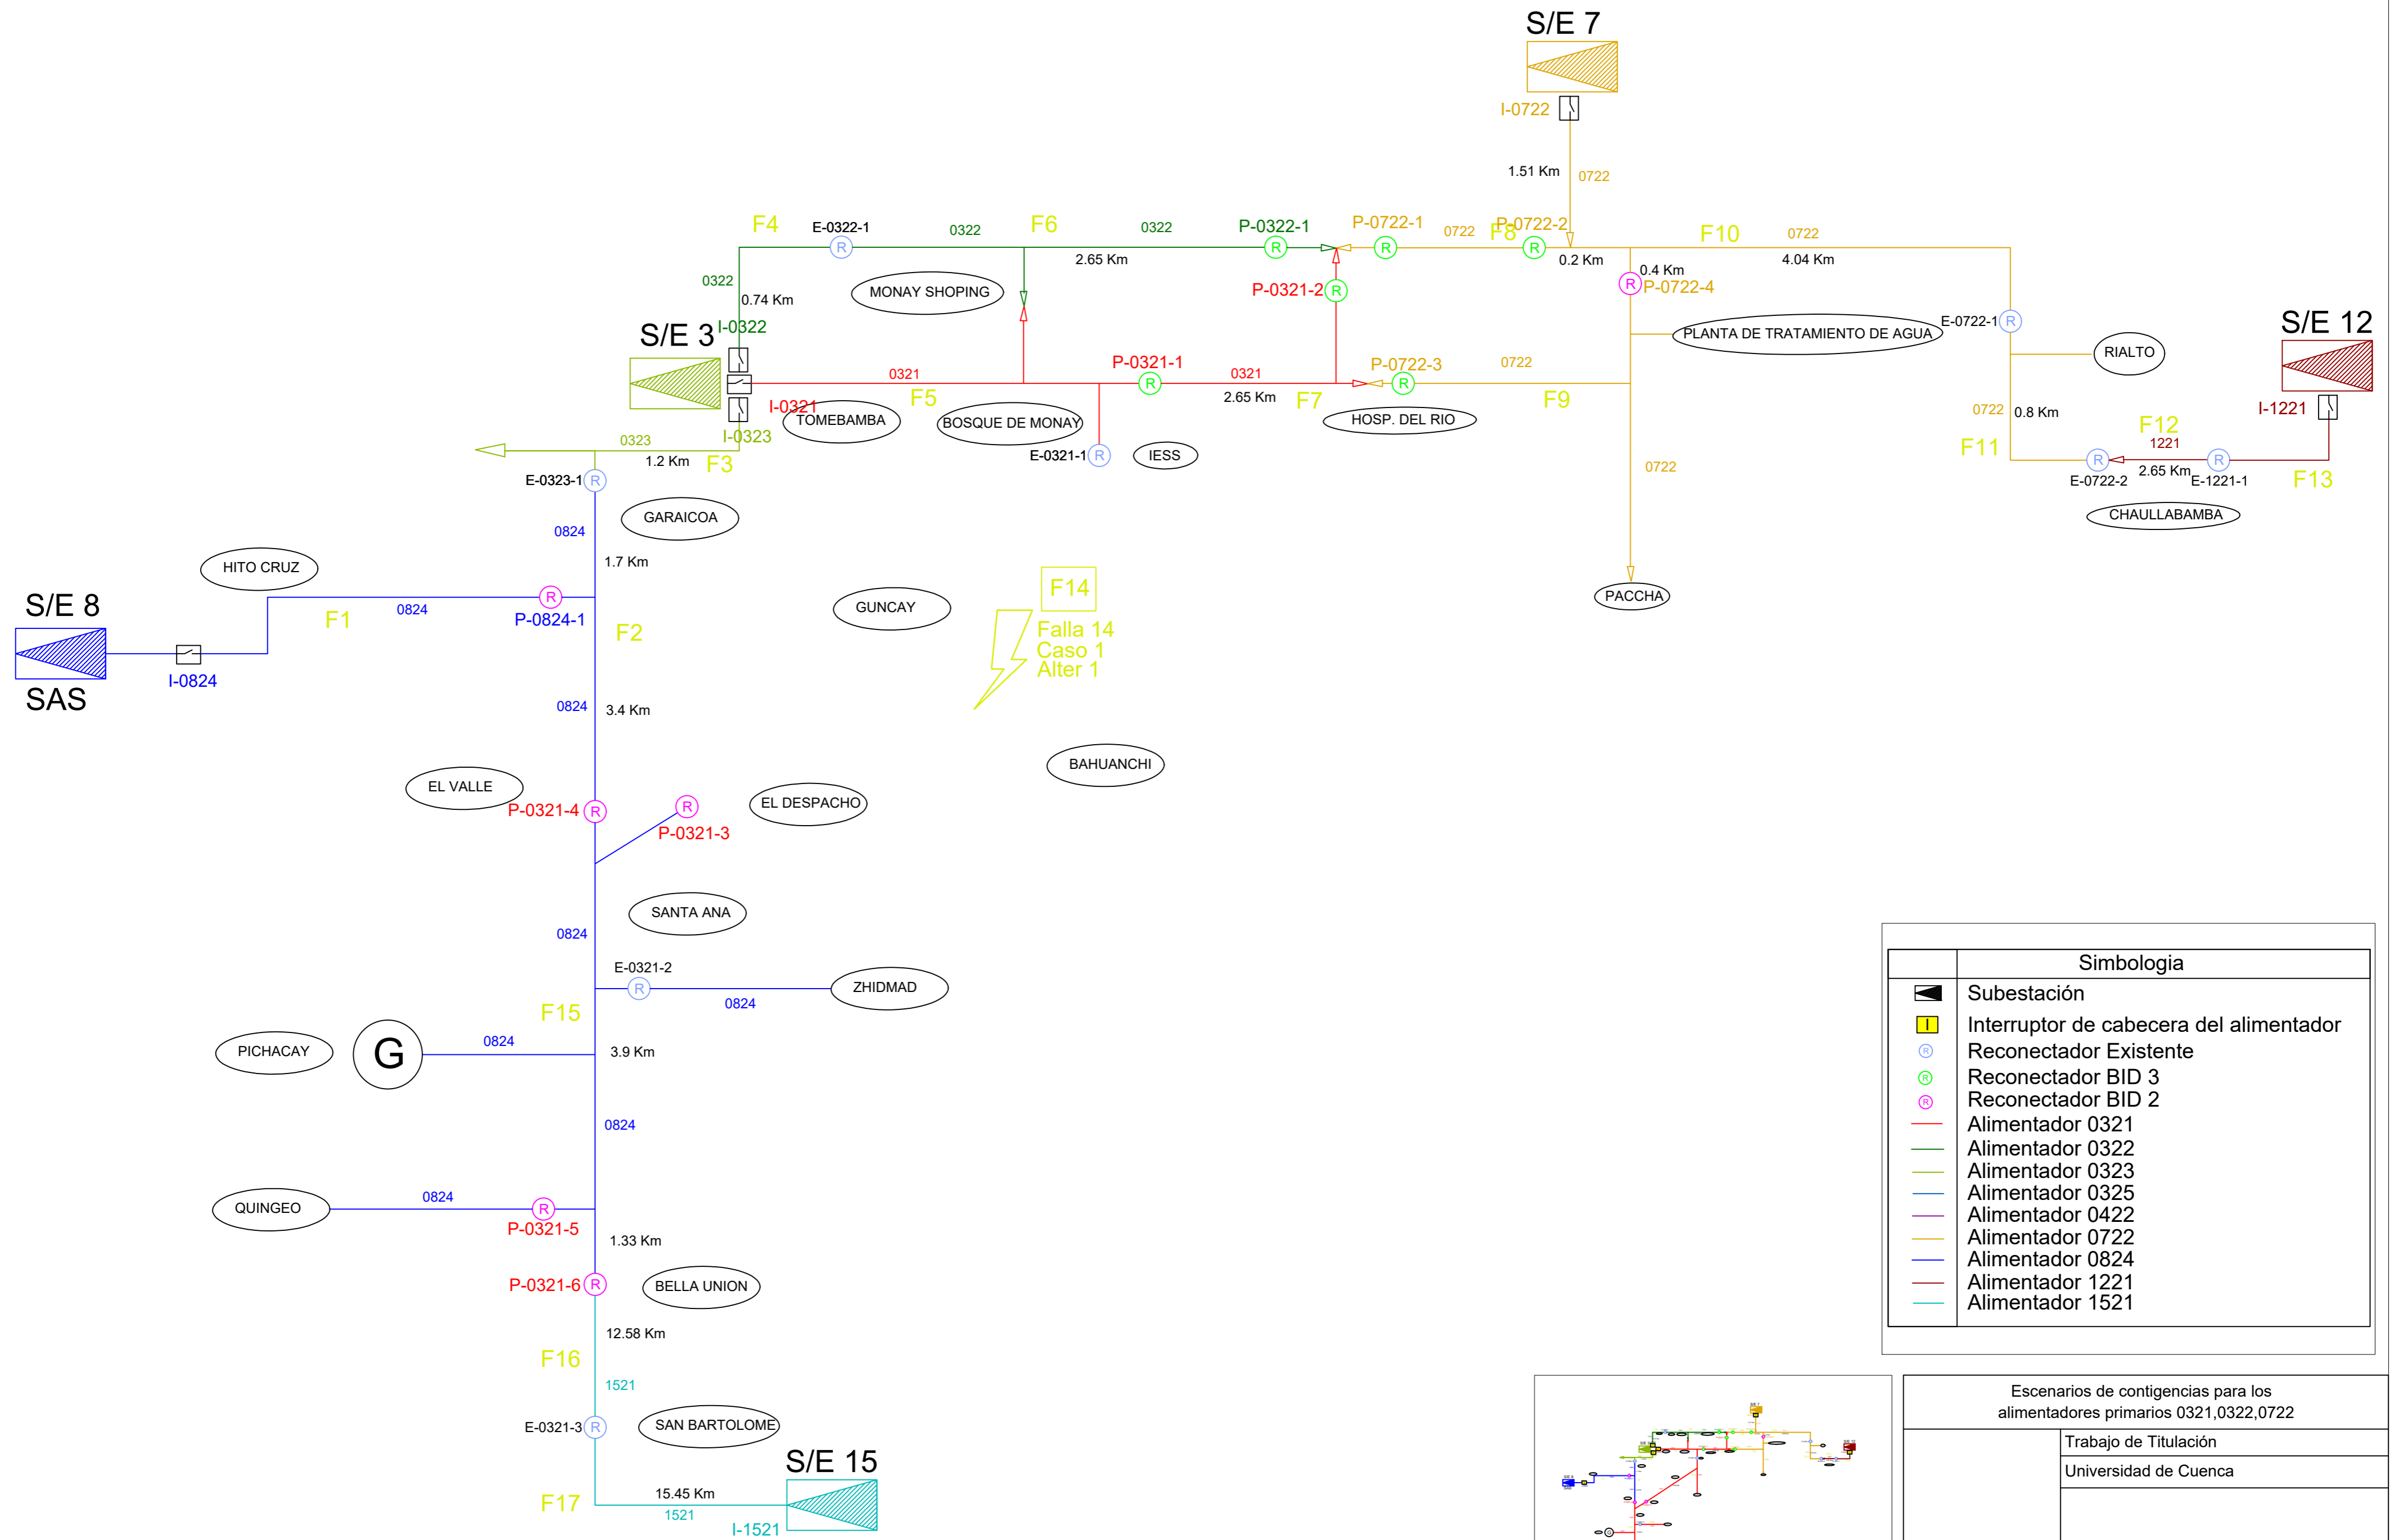 S/E 7
I-0722
1.51 Km
0722
F4
E-0322-1
R
0322
F6
0322
P-0322-1
R
P-0722-1
R
0722
F8
P-0722-2
R
F10
0722
2.65 Km
0.2 Km
0.4 Km
4.04 Km
0322
0.74 Km
MONAY SHOPING
P-0321-2
R
R
P-0722-4
S/E 3
I-0322
PLANTA DE TRATAMIENTO DE AGUA
E-0722-1
R
S/E 12
RIALTO
0321
P-0321-1
R
0321
P-0722-3
R
0722
I-0321
F5
2.65 Km
F7
F9
0722
0.8 Km
I-1221
TOMEBAMBA
BOSQUE DE MONAY
HOSP. DEL RIO
F12
1221
I-0323
0323
1.2 Km
F3
E-0321-1
R
IESS
0722
F11
R
2.65 Km
R
E-0722-2
E-1221-1
F13
E-0323-1
R
GARAICOA
CHAULLABAMBA
0824
1.7 Km
HITO CRUZ
F14
S/E 8
F1
0824
R
P-0824-1
F2
GUNCAY
Falla 14
Caso 1
Alter 1
PACCHA
I-0824
SAS
0824
3.4 Km
BAHUANCHI
EL VALLE
P-0321-4
R
R
P-0321-3
EL DESPACHO
SANTA ANA
0824
E-0321-2
R
0824
ZHIDMAD
F15
PICHACAY
G
0824
3.9 Km
0824
QUINGEO
0824
R
P-0321-5
1.33 Km
P-0321-6
R
BELLA UNION
12.58 Km
F16
1521
E-0321-3
R
SAN BARTOLOME
S/E 15
F17
15.45 Km
1521
I-1521
Simbologia
Subestación
I
Interruptor de cabecera del alimentador
R
Reconectador Existente
R
Reconectador BID 3
R
Reconectador BID 2
Alimentador 0321
Alimentador 0322
Alimentador 0323
Alimentador 0325
Alimentador 0422
Alimentador 0722
Alimentador 0824
Alimentador 1221
Alimentador 1521
Escenarios de contigencias para los
alimentadores primarios 0321,0322,0722
Trabajo de Titulación
Universidad de Cuenca